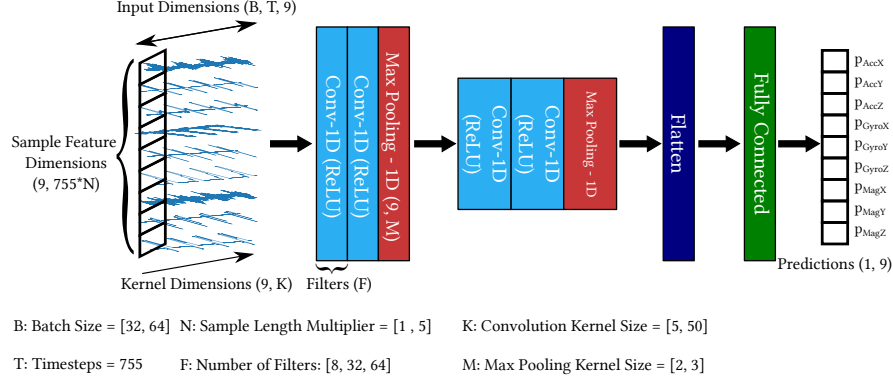 Input Dimensions (B, T, 9)
Sample Feature
Dimensions
(9, 755*N)
Kernel Dimensions (9, K)
Conv-1D (ReLU)
Conv-1D (ReLU)
Max Pooling - 1D (9, M)
Filters (F)
Conv-1D
(ReLU)
Conv-1D
(ReLU)
Max Pooling - 1D
Flatten
Fully Connected
pAccX
pAccY
pAccZ
pGyroX
pGyroY
pGyroZ
pMagX
pMagY
pMagZ
Predictions (1, 9)
B: Batch Size = [32, 64] N: Sample Length Multiplier = [1 , 5] K: Convolution Kernel Size = [5, 50]
T: Timesteps = 755 F: Number of Filters: [8, 32, 64] M: Max Pooling Kernel Size = [2, 3]